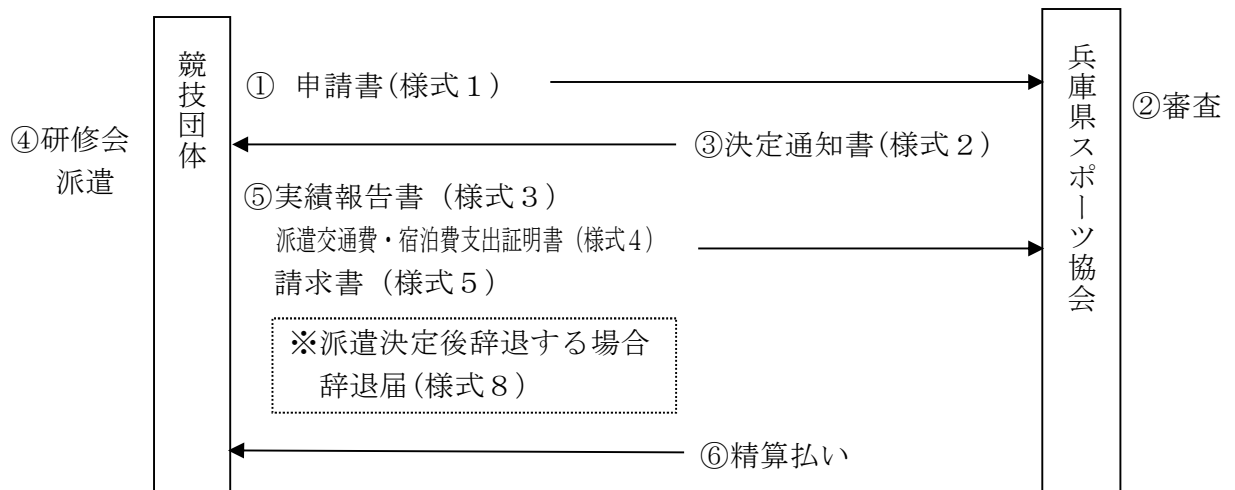 競技団体
兵庫県スポーツ協会
① 申請書(様式１)
②審査
③決定通知書(様式２)
④研修会
派遣
⑤実績報告書（様式３）
派遣交通費・宿泊費支出証明書（様式４）
請求書（様式５）
※派遣決定後辞退する場合
辞退届(様式８)
⑥精算払い